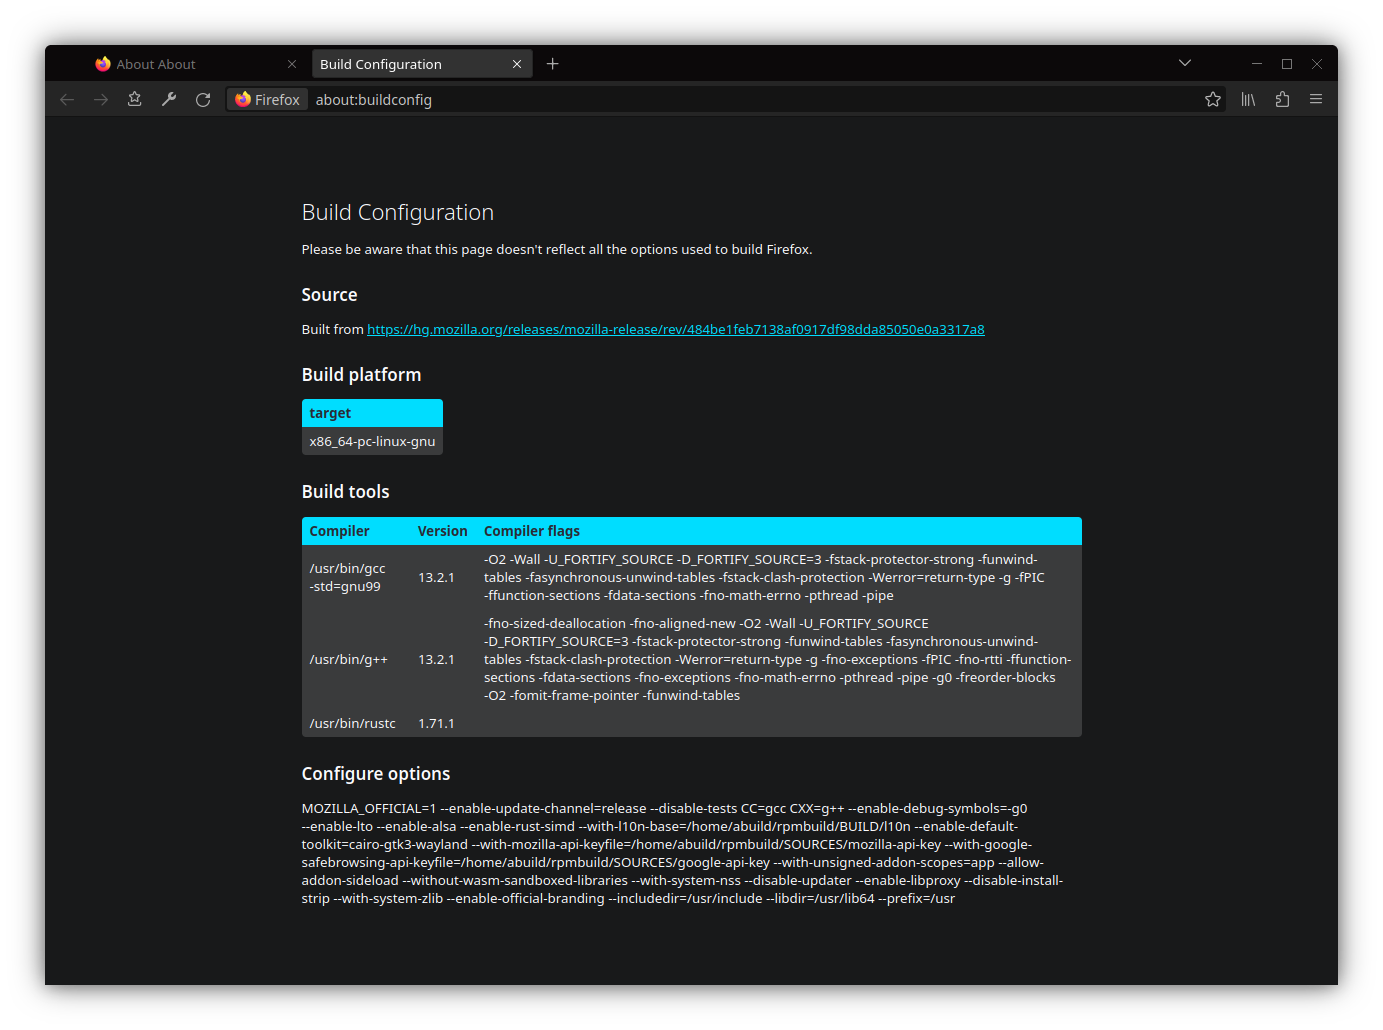 About About
Build Configuration
Firefox about:buildconfig
Build Configuration
Please be aware that this page doesn't reflect all the options used to build Firefox.
Source
Built from https://hg.mozilla.org/releases/mozilla-release/rev/484be1feb7138af0917df98dda85050e0a3317a8
Build platform
target
x86_64-pc-linux-gnu
Build tools
Compiler Version Compiler flags
/usr/bin/gcc
-std=gnu99
13.2.1
-O2 -Wall -U_FORTIFY_SOURCE -D_FORTIFY_SOURCE=3 -fstack-protector-strong -funwind-
tables -fasynchronous-unwind-tables -fstack-clash-protection -Werror=return-type -g -fPIC
-ffunction-sections -fdata-sections -fno-math-errno -pthread -pipe
/usr/bin/g++
13.2.1
-fno-sized-deallocation -fno-aligned-new -O2 -Wall -U_FORTIFY_SOURCE
-D_FORTIFY_SOURCE=3 -fstack-protector-strong -funwind-tables -fasynchronous-unwind-
tables -fstack-clash-protection -Werror=return-type -g -fno-exceptions -fPIC -fno-rtti -ffunction-
sections -fdata-sections -fno-exceptions -fno-math-errno -pthread -pipe -g0 -freorder-blocks
-O2 -fomit-frame-pointer -funwind-tables
/usr/bin/rustc 1.71.1
Configure options
MOZILLA_OFFICIAL=1 --enable-update-channel=release --disable-tests CC=gcc CXX=g++ --enable-debug-symbols=-g0
--enable-lto --enable-alsa --enable-rust-simd --with-l10n-base=/home/abuild/rpmbuild/BUILD/l10n --enable-default-
toolkit=cairo-gtk3-wayland --with-mozilla-api-keyfile=/home/abuild/rpmbuild/SOURCES/mozilla-api-key --with-google-
safebrowsing-api-keyfile=/home/abuild/rpmbuild/SOURCES/google-api-key --with-unsigned-addon-scopes=app --allow-
addon-sideload --without-wasm-sandboxed-libraries --with-system-nss --disable-updater --enable-libproxy --disable-install-
strip --with-system-zlib --enable-official-branding --includedir=/usr/include --libdir=/usr/lib64 --prefix=/usr